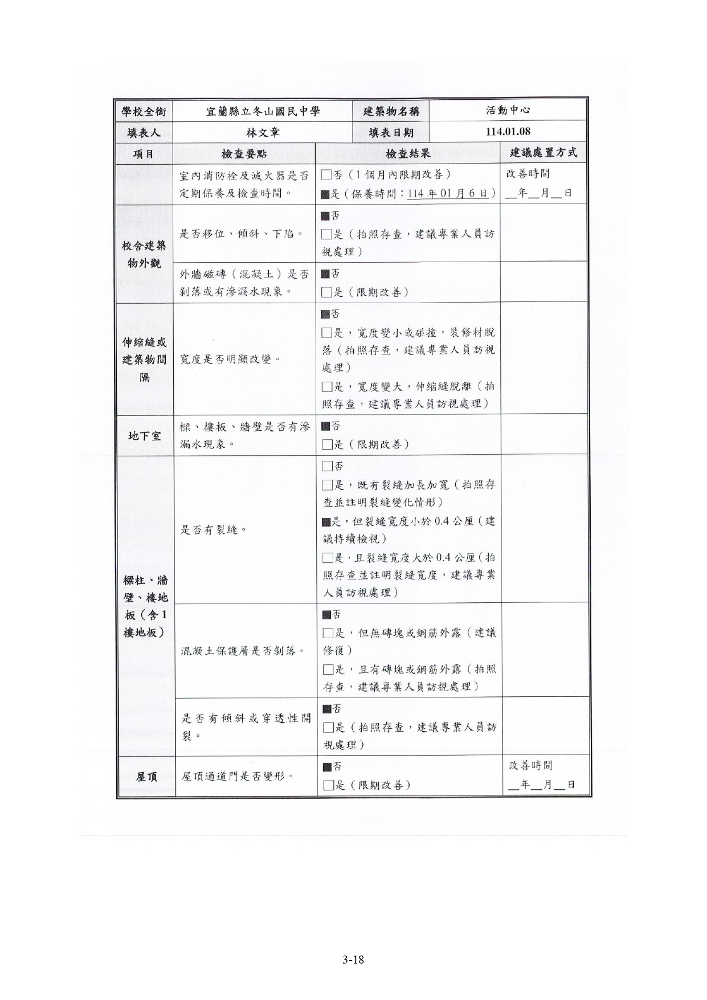 學校全銜 宜蘭縣立冬山國民中學 建築物名稱 活動中心
填表人 林文章 填表日期 114.01.08
項目 檢查要點 檢查結果 建議處置方式
室內消防栓及滅火器是否
定期保養及檢查時間。
□否（1 個月內限期改善）
■是（保養時間：114 年 01 月 6 日）
改善時間
__年__月__日
校舍建築
物外觀
是否移位、傾斜、下陷。
■否
□是（拍照存查，建議專業人員訪
視處理）
外牆磁磚（混凝土）是否
剝落或有滲漏水現象。
■否
□是（限期改善）
伸縮縫或
建築物間
隔
寬度是否明顯改變。
■否
□是，寬度變小或碰撞，裝修材脫
落（拍照存查，建議專業人員訪視
處理）
□是，寬度變大，伸縮縫脫離（拍
照存查，建議專業人員訪視處理）
地下室
樑、樓板、牆壁是否有滲
漏水現象。
■否
□是（限期改善）
樑柱、牆
壁、樓地
板（含 1
樓地板）
是否有裂縫。
□否
□是，既有裂縫加長加寬（拍照存
查並註明裂縫變化情形）
■是，但裂縫寬度小於 0.4 公厘（建
議持續檢視）
□是，且裂縫寬度大於 0.4 公厘（拍
照存查並註明裂縫寬度，建議專業
人員訪視處理）
混凝土保護層是否剝落。
■否
□是，但無磚塊或鋼筋外露（建議
修復）
□是，且有磚塊或鋼筋外露（拍照
存查，建議專業人員訪視處理）
是否有傾斜或穿透性開
裂。
■否
□是（拍照存查，建議專業人員訪
視處理）
屋頂
屋頂通道門是否變形。
■否
□是（限期改善）
改善時間
__年__月__日
3-18